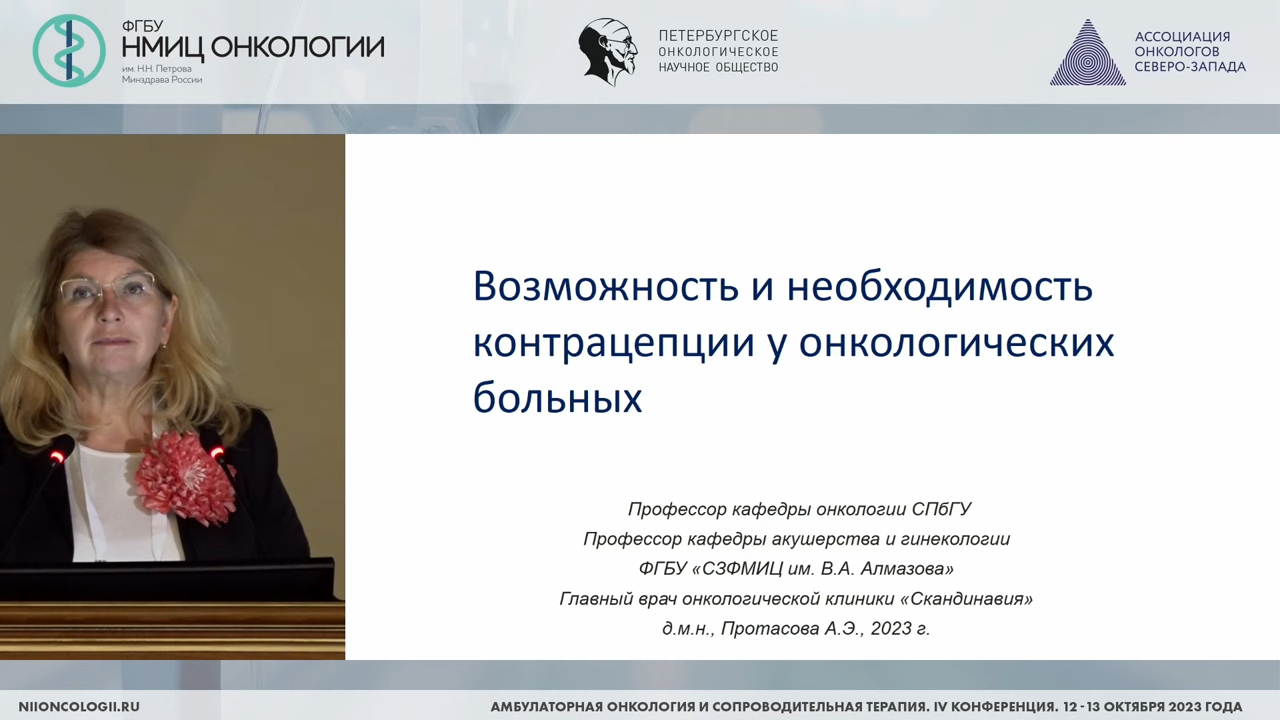 ФГБУ
НМИЦ ОНКОЛОГИИ
им. Н.Н. Петрова
Минздрава России
ПЕТЕРБУРГСКОЕ
ОНКОЛОГИЧЕСКОЕ
НАУЧНОЕ ОБЩЕСТВО
АССОЦИАЦИЯ
ОНКОЛОГОВ
СЕВЕРО-ЗАПАДА
Возможность и необходимость
контрацепции у онкологических
больных
Профессор кафедры онкологии СПбГУ
Профессор кафедры акушерства и гинекологии
ФГБУ «СЗФМИЦ им. В.А. Алмазова»
Главный врач онкологической клиники «Скандинавия»
д.м.н., Протасова А.Э., 2023 г.
NIIONCOLOGII.RU
АМБУЛАТОРНАЯ ОНКОЛОГИЯ И СОПРОВОДИТЕЛЬНАЯ ТЕРАПИЯ. IV КОНФЕРЕНЦИЯ. 12-13 ОКТЯБРЯ 2023 ГОДА